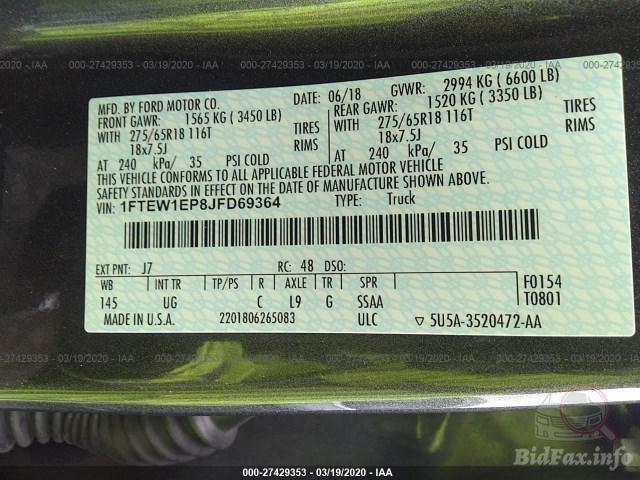 000-27429353 - 03/19/2020 - IAA
MFD. BY FORD MOTOR CO.
DATE: 06/18 GVWR: 2994 KG ( 6600 LB)
FRONT GAWR: 1565 KG ( 3450 LB)
REAR GAWR: 1520 KG ( 3350 LB)
WITH 275/65R18 116T TIRES
WITH 275/65R18 116T TIRES
18x7.5J RIMS
18x7.5J RIMS
AT 240 kPa/ 35 PSI COLD
AT 240 kPa/ 35 PSI COLD
THIS VEHICLE CONFORMS TO ALL APPLICABLE FEDERAL MOTOR VEHICLE
SAFETY STANDARDS IN EFFECT ON THE DATE OF MANUFACTURE SHOWN ABOVE.
VIN: 1FTEW1EP8JFD69364 TYPE: Truck
EXT PNT: J7 RC: 48 DSO:
WB INT TR TP/PS R AXLE TR SPR F0154
145 UG C L9 G SSAA T0801
MADE IN U.S.A. 2201806265083 ULC 5U5A-3520472-AA
000-27429353 - 03/19/2020 - IAA
BidFax.info